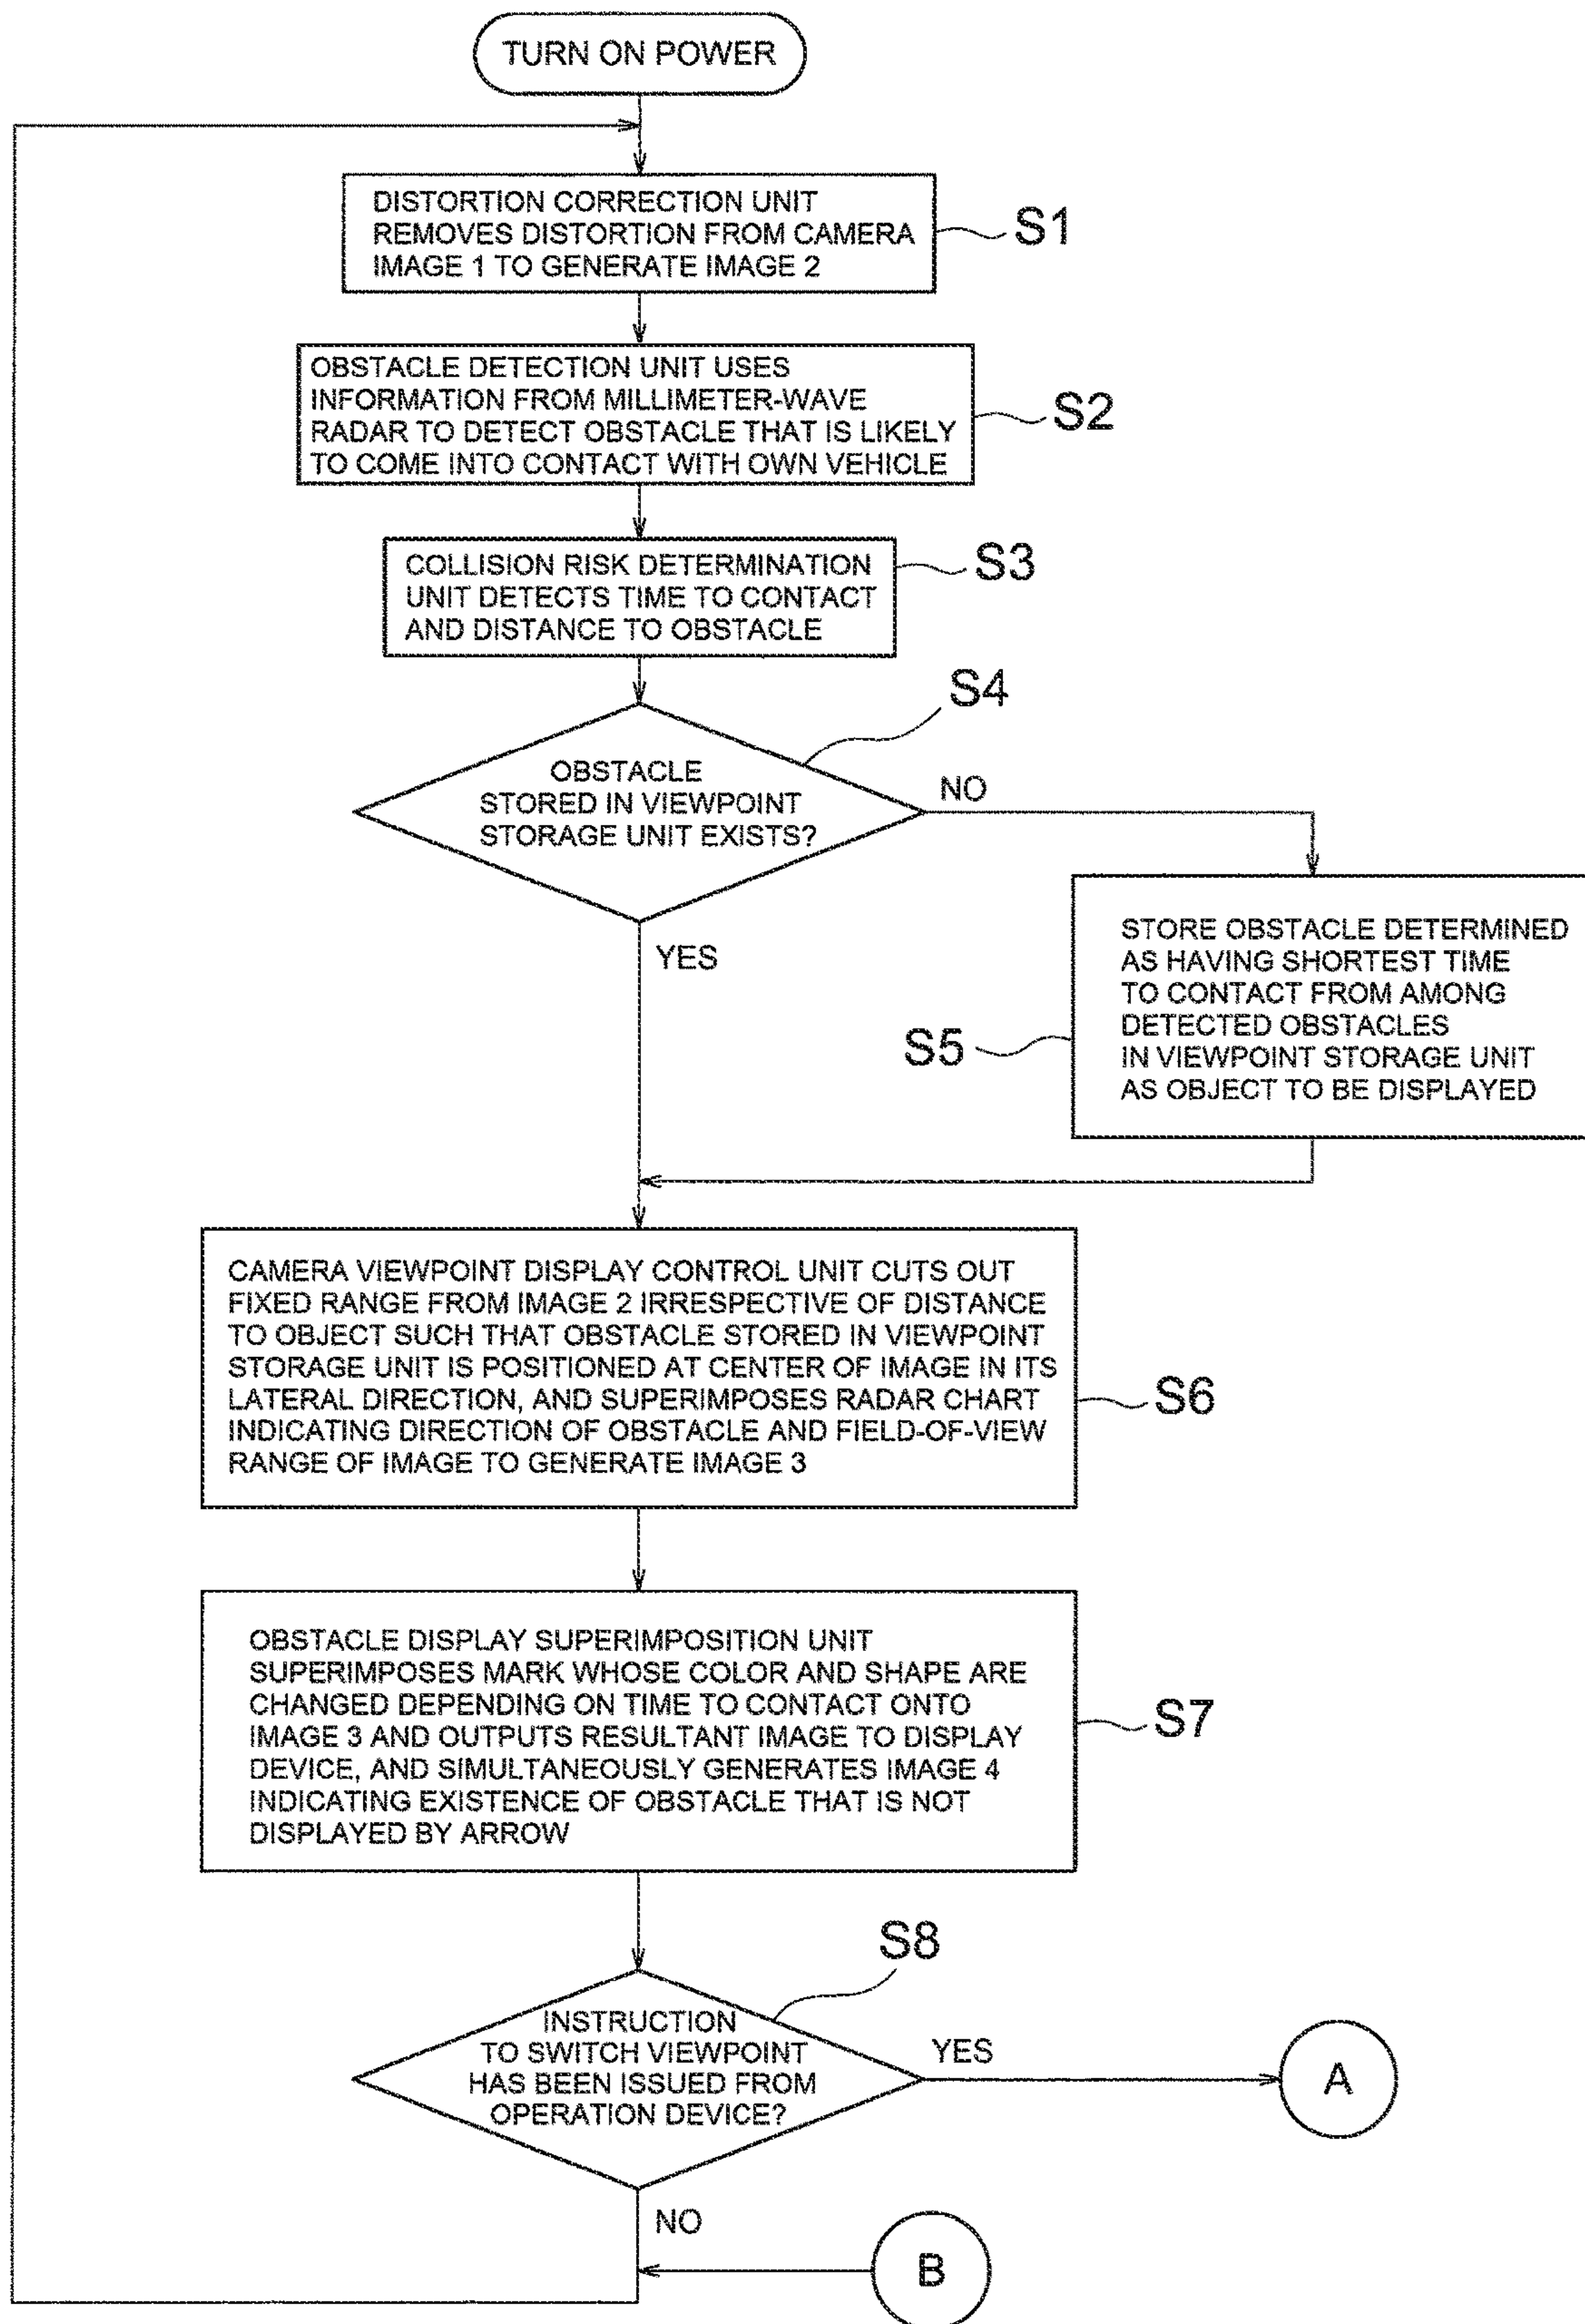 TURN ON POWER
DISTORTION CORRECTION UNIT
REMOVES DISTORTION FROM CAMERA
IMAGE 1 TO GENERATE IMAGE 2
S1
OBSTACLE DETECTION UNIT USES
INFORMATION FROM MILLIMETER-WAVE
RADAR TO DETECT OBSTACLE THAT IS LIKELY
TO COME INTO CONTACT WITH OWN VEHICLE
S2
COLLISION RISK DETERMINATION
UNIT DETECTS TIME TO CONTACT
AND DISTANCE TO OBSTACLE
S3
S4
OBSTACLE
STORED IN VIEWPOINT
STORAGE UNIT EXISTS?
NO
YES
STORE OBSTACLE DETERMINED
AS HAVING SHORTEST TIME
TO CONTACT FROM AMONG
DETECTED OBSTACLES
IN VIEWPOINT STORAGE UNIT
AS OBJECT TO BE DISPLAYED
S5
CAMERA VIEWPOINT DISPLAY CONTROL UNIT CUTS OUT
FIXED RANGE FROM IMAGE 2 IRRESPECTIVE OF DISTANCE
TO OBJECT SUCH THAT OBSTACLE STORED IN VIEWPOINT
STORAGE UNIT IS POSITIONED AT CENTER OF IMAGE IN ITS
LATERAL DIRECTION, AND SUPERIMPOSES RADAR CHART
INDICATING DIRECTION OF OBSTACLE AND FIELD-OF-VIEW
RANGE OF IMAGE TO GENERATE IMAGE 3
S6
OBSTACLE DISPLAY SUPERIMPOSITION UNIT
SUPERIMPOSES MARK WHOSE COLOR AND SHAPE ARE
CHANGED DEPENDING ON TIME TO CONTACT ONTO
IMAGE 3 AND OUTPUTS RESULTANT IMAGE TO DISPLAY
DEVICE, AND SIMULTANEOUSLY GENERATES IMAGE 4
INDICATING EXISTENCE OF OBSTACLE THAT IS NOT
DISPLAYED BY ARROW
S7
S8
INSTRUCTION
TO SWITCH VIEWPOINT
HAS BEEN ISSUED FROM
OPERATION DEVICE?
YES
A
NO
B